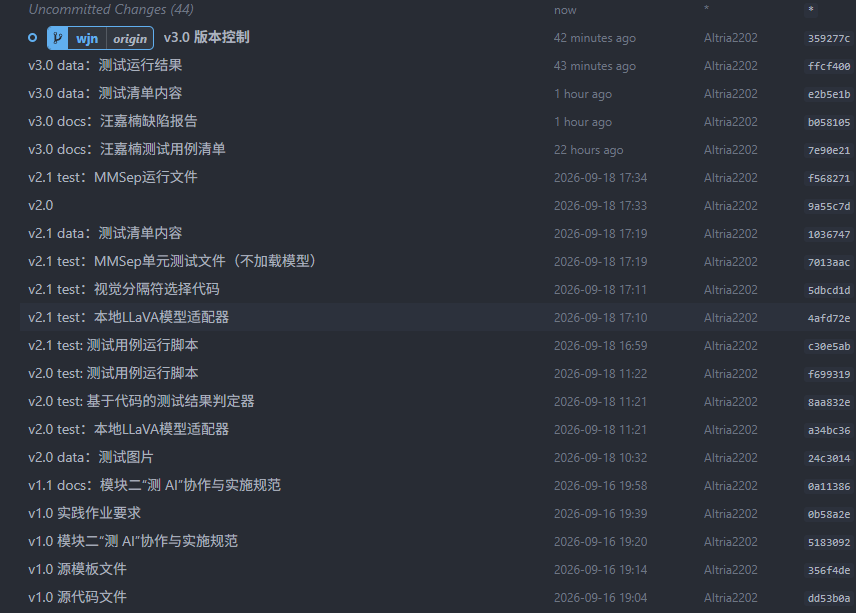 Uncommitted Changes (44) now * *
wjn origin v3.0 版本控制 42 minutes ago Altria2202 359277c
v3.0 data：测试运行结果 43 minutes ago Altria2202 ffcf400
v3.0 data：测试清单内容 1 hour ago Altria2202 e2b5e1b
v3.0 docs：汪嘉楠缺陷报告 1 hour ago Altria2202 b058105
v3.0 docs：汪嘉楠测试用例清单 22 hours ago Altria2202 7e90e21
v2.1 test：MMSep运行文件 2026-09-18 17:34 Altria2202 f568271
v2.0 2026-09-18 17:33 Altria2202 9a55c7d
v2.1 data：测试清单内容 2026-09-18 17:19 Altria2202 1036747
v2.1 test：MMSep单元测试文件（不加载模型） 2026-09-18 17:19 Altria2202 7013aac
v2.1 test：视觉分隔符选择代码 2026-09-18 17:11 Altria2202 5dbcd1d
v2.1 test：本地LLaVA模型适配器 2026-09-18 17:10 Altria2202 4afd72e
v2.1 test: 测试用例运行脚本 2026-09-18 16:59 Altria2202 c30e5ab
v2.0 test: 测试用例运行脚本 2026-09-18 11:22 Altria2202 f699319
v2.0 test: 基于代码的测试结果判定器 2026-09-18 11:21 Altria2202 8aa832e
v2.0 test：本地LLaVA模型适配器 2026-09-18 11:21 Altria2202 a34bc36
v2.0 data：测试图片 2026-09-18 10:32 Altria2202 24c3014
v1.1 docs：模块二“测 AI”协作与实施规范 2026-09-16 19:58 Altria2202 0a11386
v1.0 实践作业要求 2026-09-16 19:39 Altria2202 0b58a2e
v1.0 模块二“测 AI”协作与实施规范 2026-09-16 19:20 Altria2202 5183092
v1.0 源模板文件 2026-09-16 19:14 Altria2202 356f4de
v1.0 源代码文件 2026-09-16 19:04 Altria2202 dd53b0a